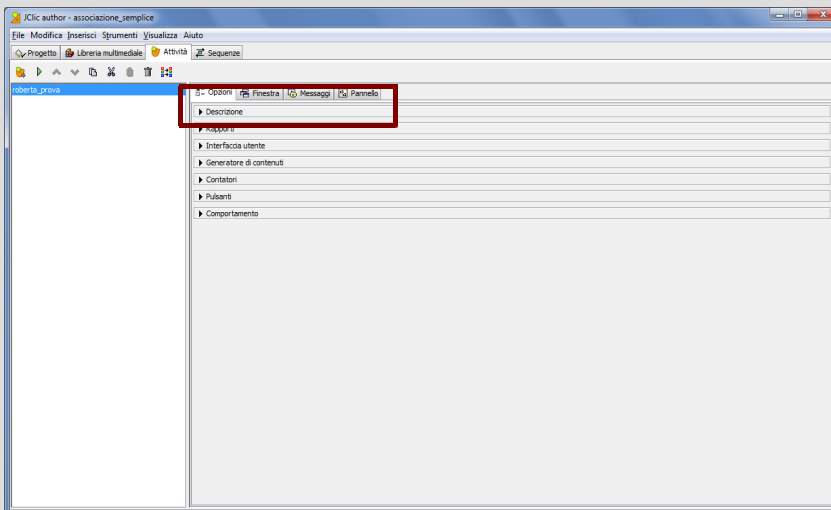 JClic author - associazione_semplice
File Modifica Inserisci Strumenti Visualizza Aiuto
Progetto Libreria multimediale Attività Sequenze
roberta_prova
Opzioni Finestra Messaggi Pannello
Descrizione
Rapporti
Interfaccia utente
Generatore di contenuti
Contatori
Pulsanti
Comportamento